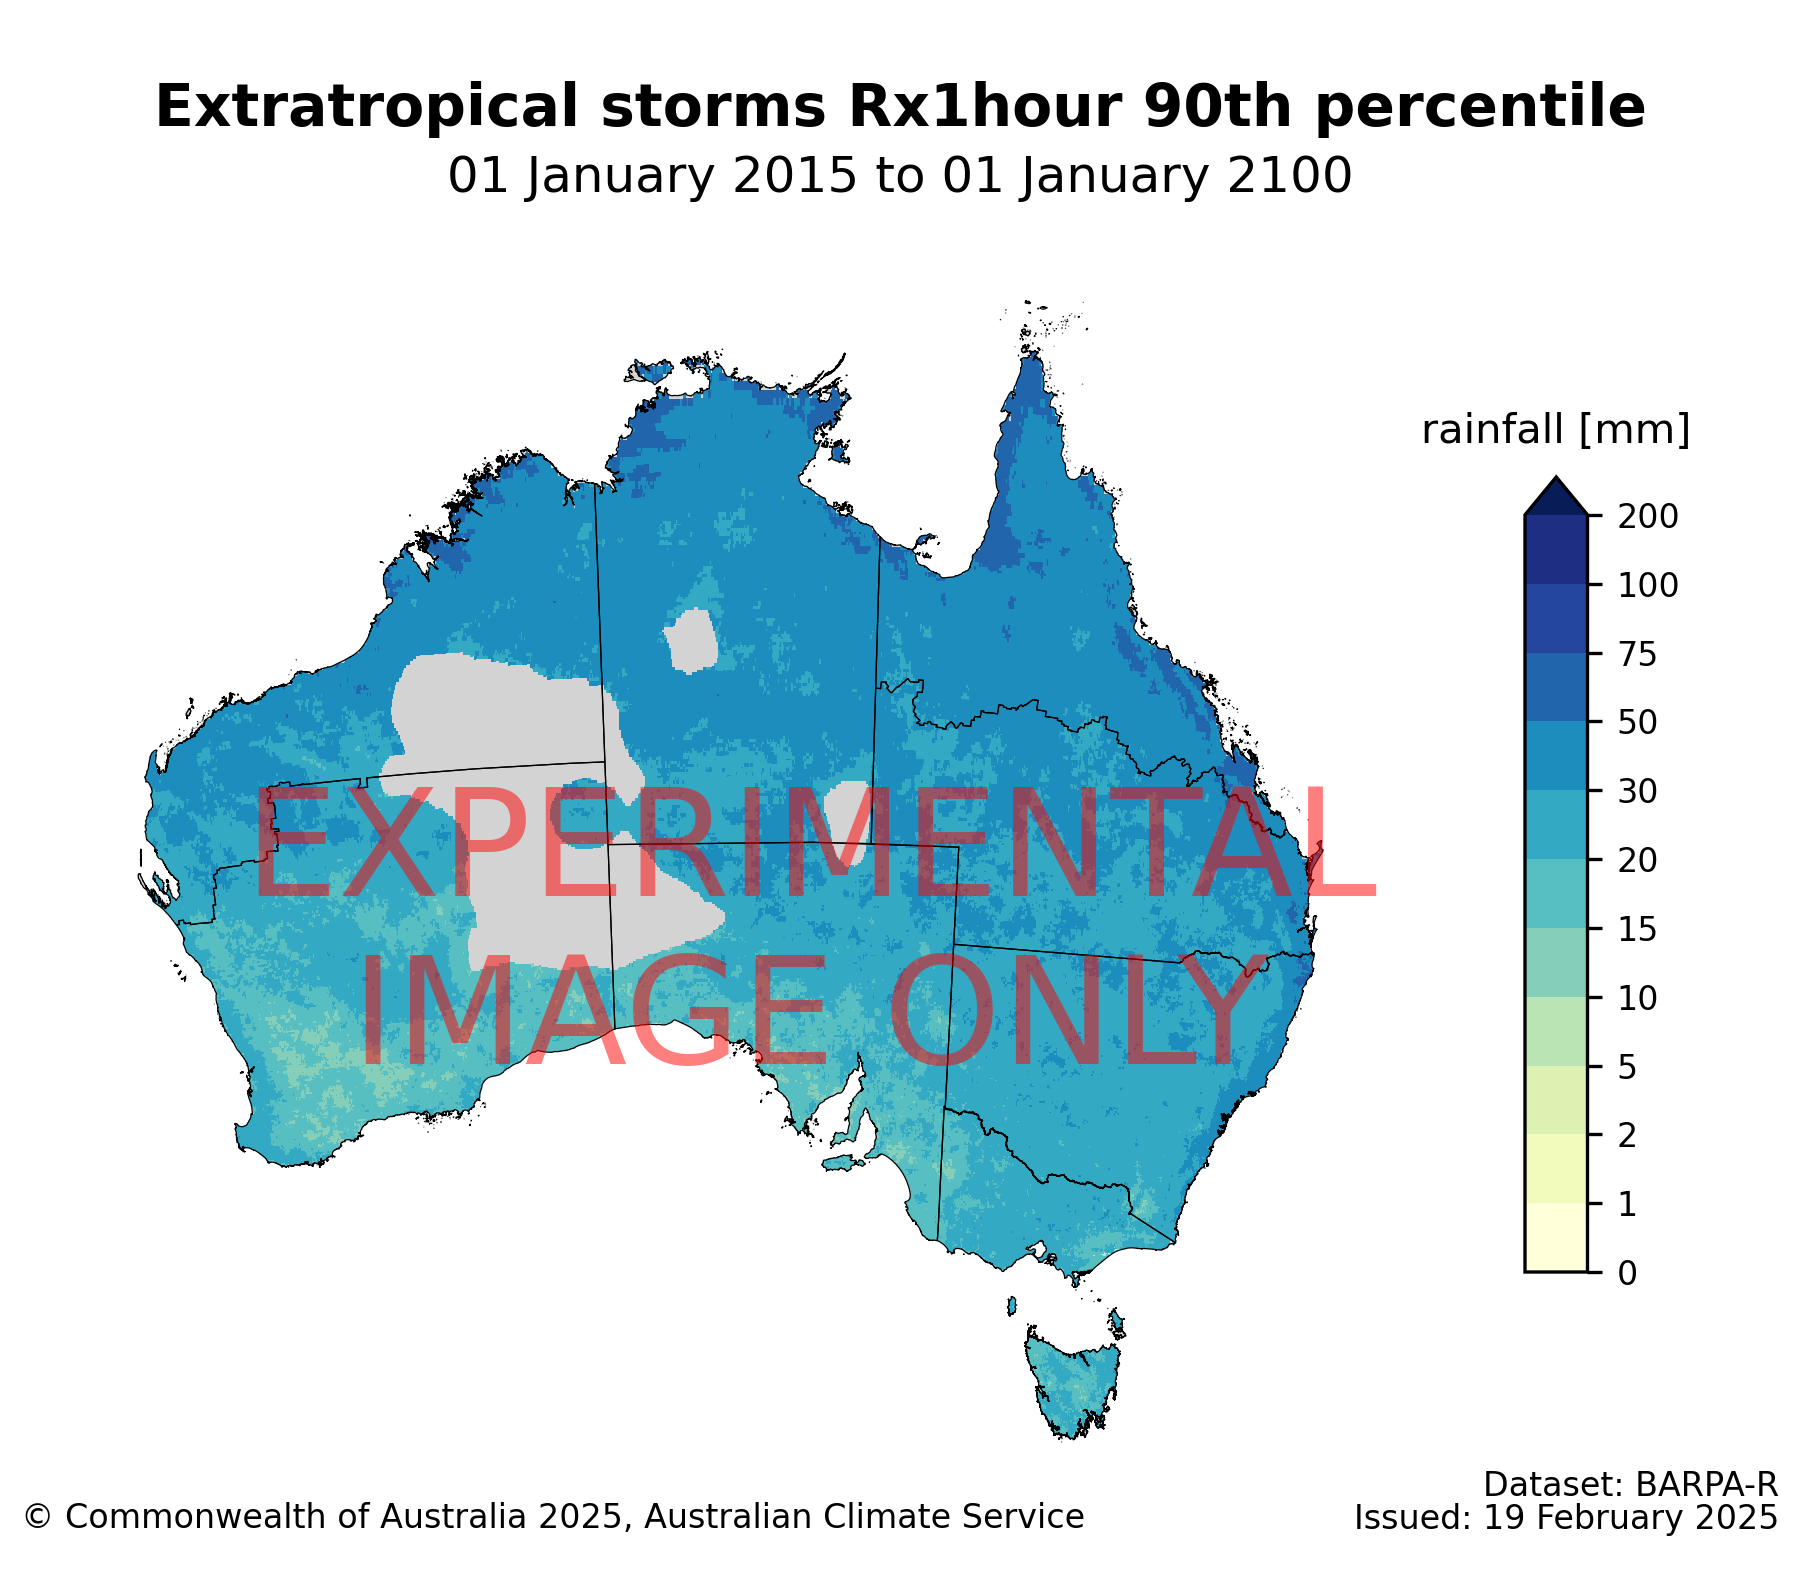 Extratropical storms Rx1hour 90th percentile
01 January 2015 to 01 January 2100
rainfall [mm]
200
100
75
50
30
20
15
10
5
2
1
0
EXPERIMENTAL
IMAGE ONLY
Dataset: BARPA-R
© Commonwealth of Australia 2025, Australian Climate Service
Issued: 19 February 2025